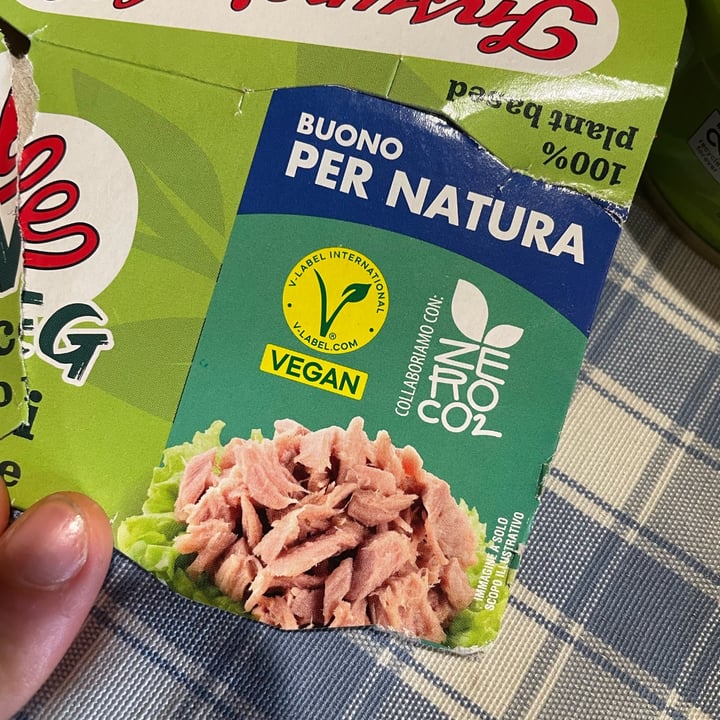 100%
plant based
BUONO
PER NATURA
V-LABEL INTERNATIONAL
V-LABEL.COM
VEGAN
COLLABORIAMO CON:
ZERO
CO2
IMMAGINE A SOLO
SCOPO ILLUSTRATIVO